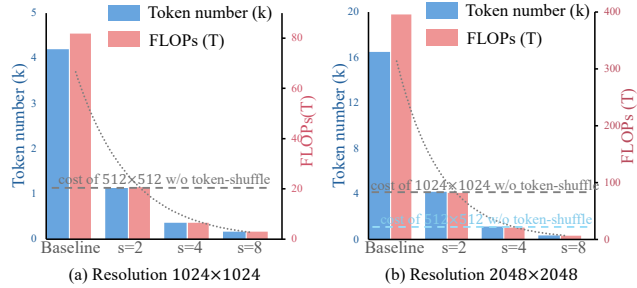 Token number (k)
FLOPs (T)
5
4
3
2
1
0
Token number (k)
80
60
40
20
0
FLOPs(T)
cost of 512×512 w/o token-shuffle
Baseline s=2 s=4 s=8
(a) Resolution 1024×1024
Token number (k)
FLOPs (T)
20
16
12
8
4
0
Token number (k)
400
300
200
100
0
FLOPs (T)
cost of 1024×1024 w/o token-shuffle
cost of 512×512 w/o token-shuffle
Baseline s=2 s=4 s=8
(b) Resolution 2048×2048